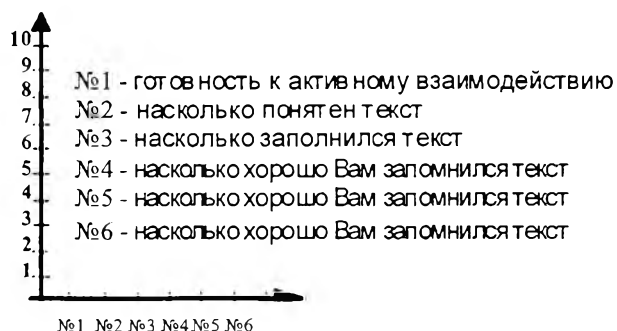 10
9.
№1 - готовность к активному взаимодействию
8.
№2 - насколько понятен текст
7.
№3 - насколько заполнился текст
6.
№4 - насколько хорошо Вам запомнился текст
5.
№5 - насколько хорошо Вам запомнился текст
4.
3.
№6 - насколько хорошо Вам запомнился текст
2.
1.
№1 №2 №3 №4 №5 №6